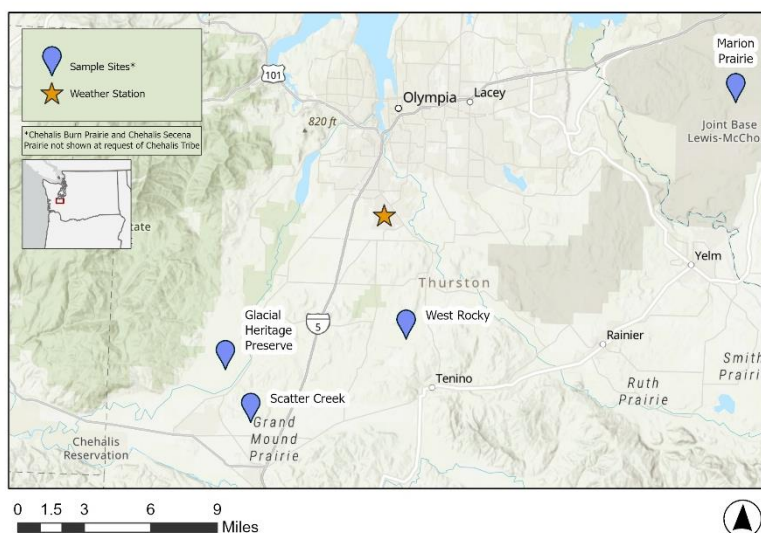 Sample Sites*
Weather Station
*Chehalis Burn Prairie and Chehalis Secena
Prairie not shown at request of Chehalis Tribe
101
820 ft
Olympia
Lacey
Marion
Prairie
Joint Base
Lewis-McCho
tate
Yelm
Thurston
Glacial
Heritage
Preserve
5
West Rocky
Rainier
Smith
Prairi
Tenino
Ruth
Prairie
Scatter Creek
Grand
Mound
Prairie
Chehalis
Reservation
0 1.5 3 6 9
Miles